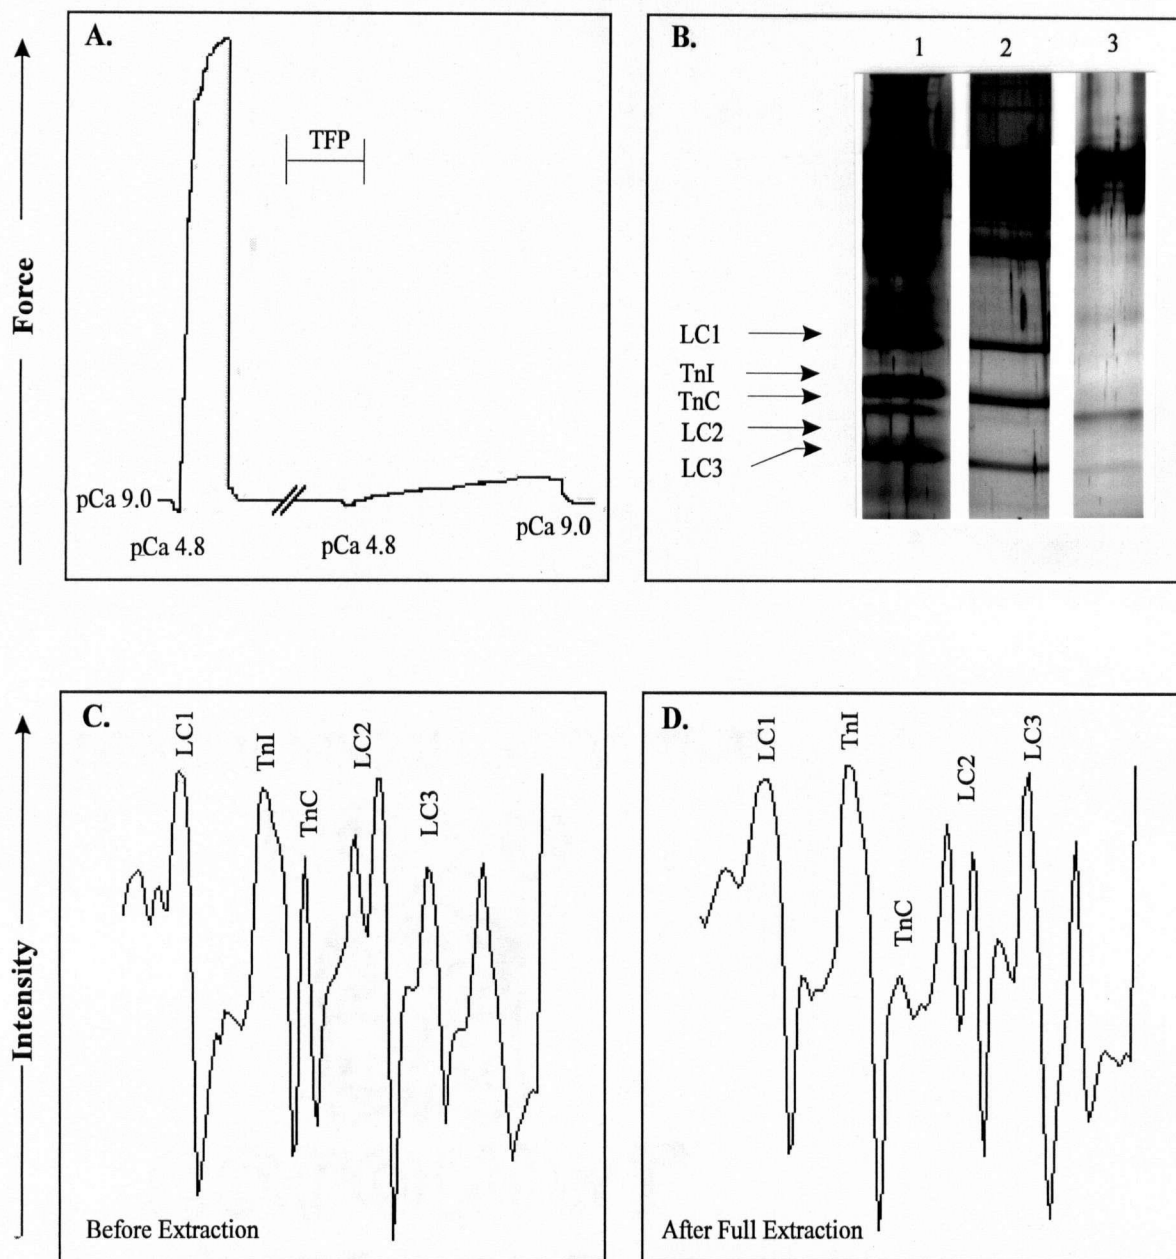 A.
TFP
pCa 9.0
pCa 4.8
pCa 4.8
pCa 9.0
Force
B.
1 2 3
LC1
TnI
TnC
LC2
LC3
C.
LC1
TnI
TnC
LC2
LC3
Before Extraction
Intensity
D.
LC1
TnI
TnC
LC2
LC3
After Full Extraction